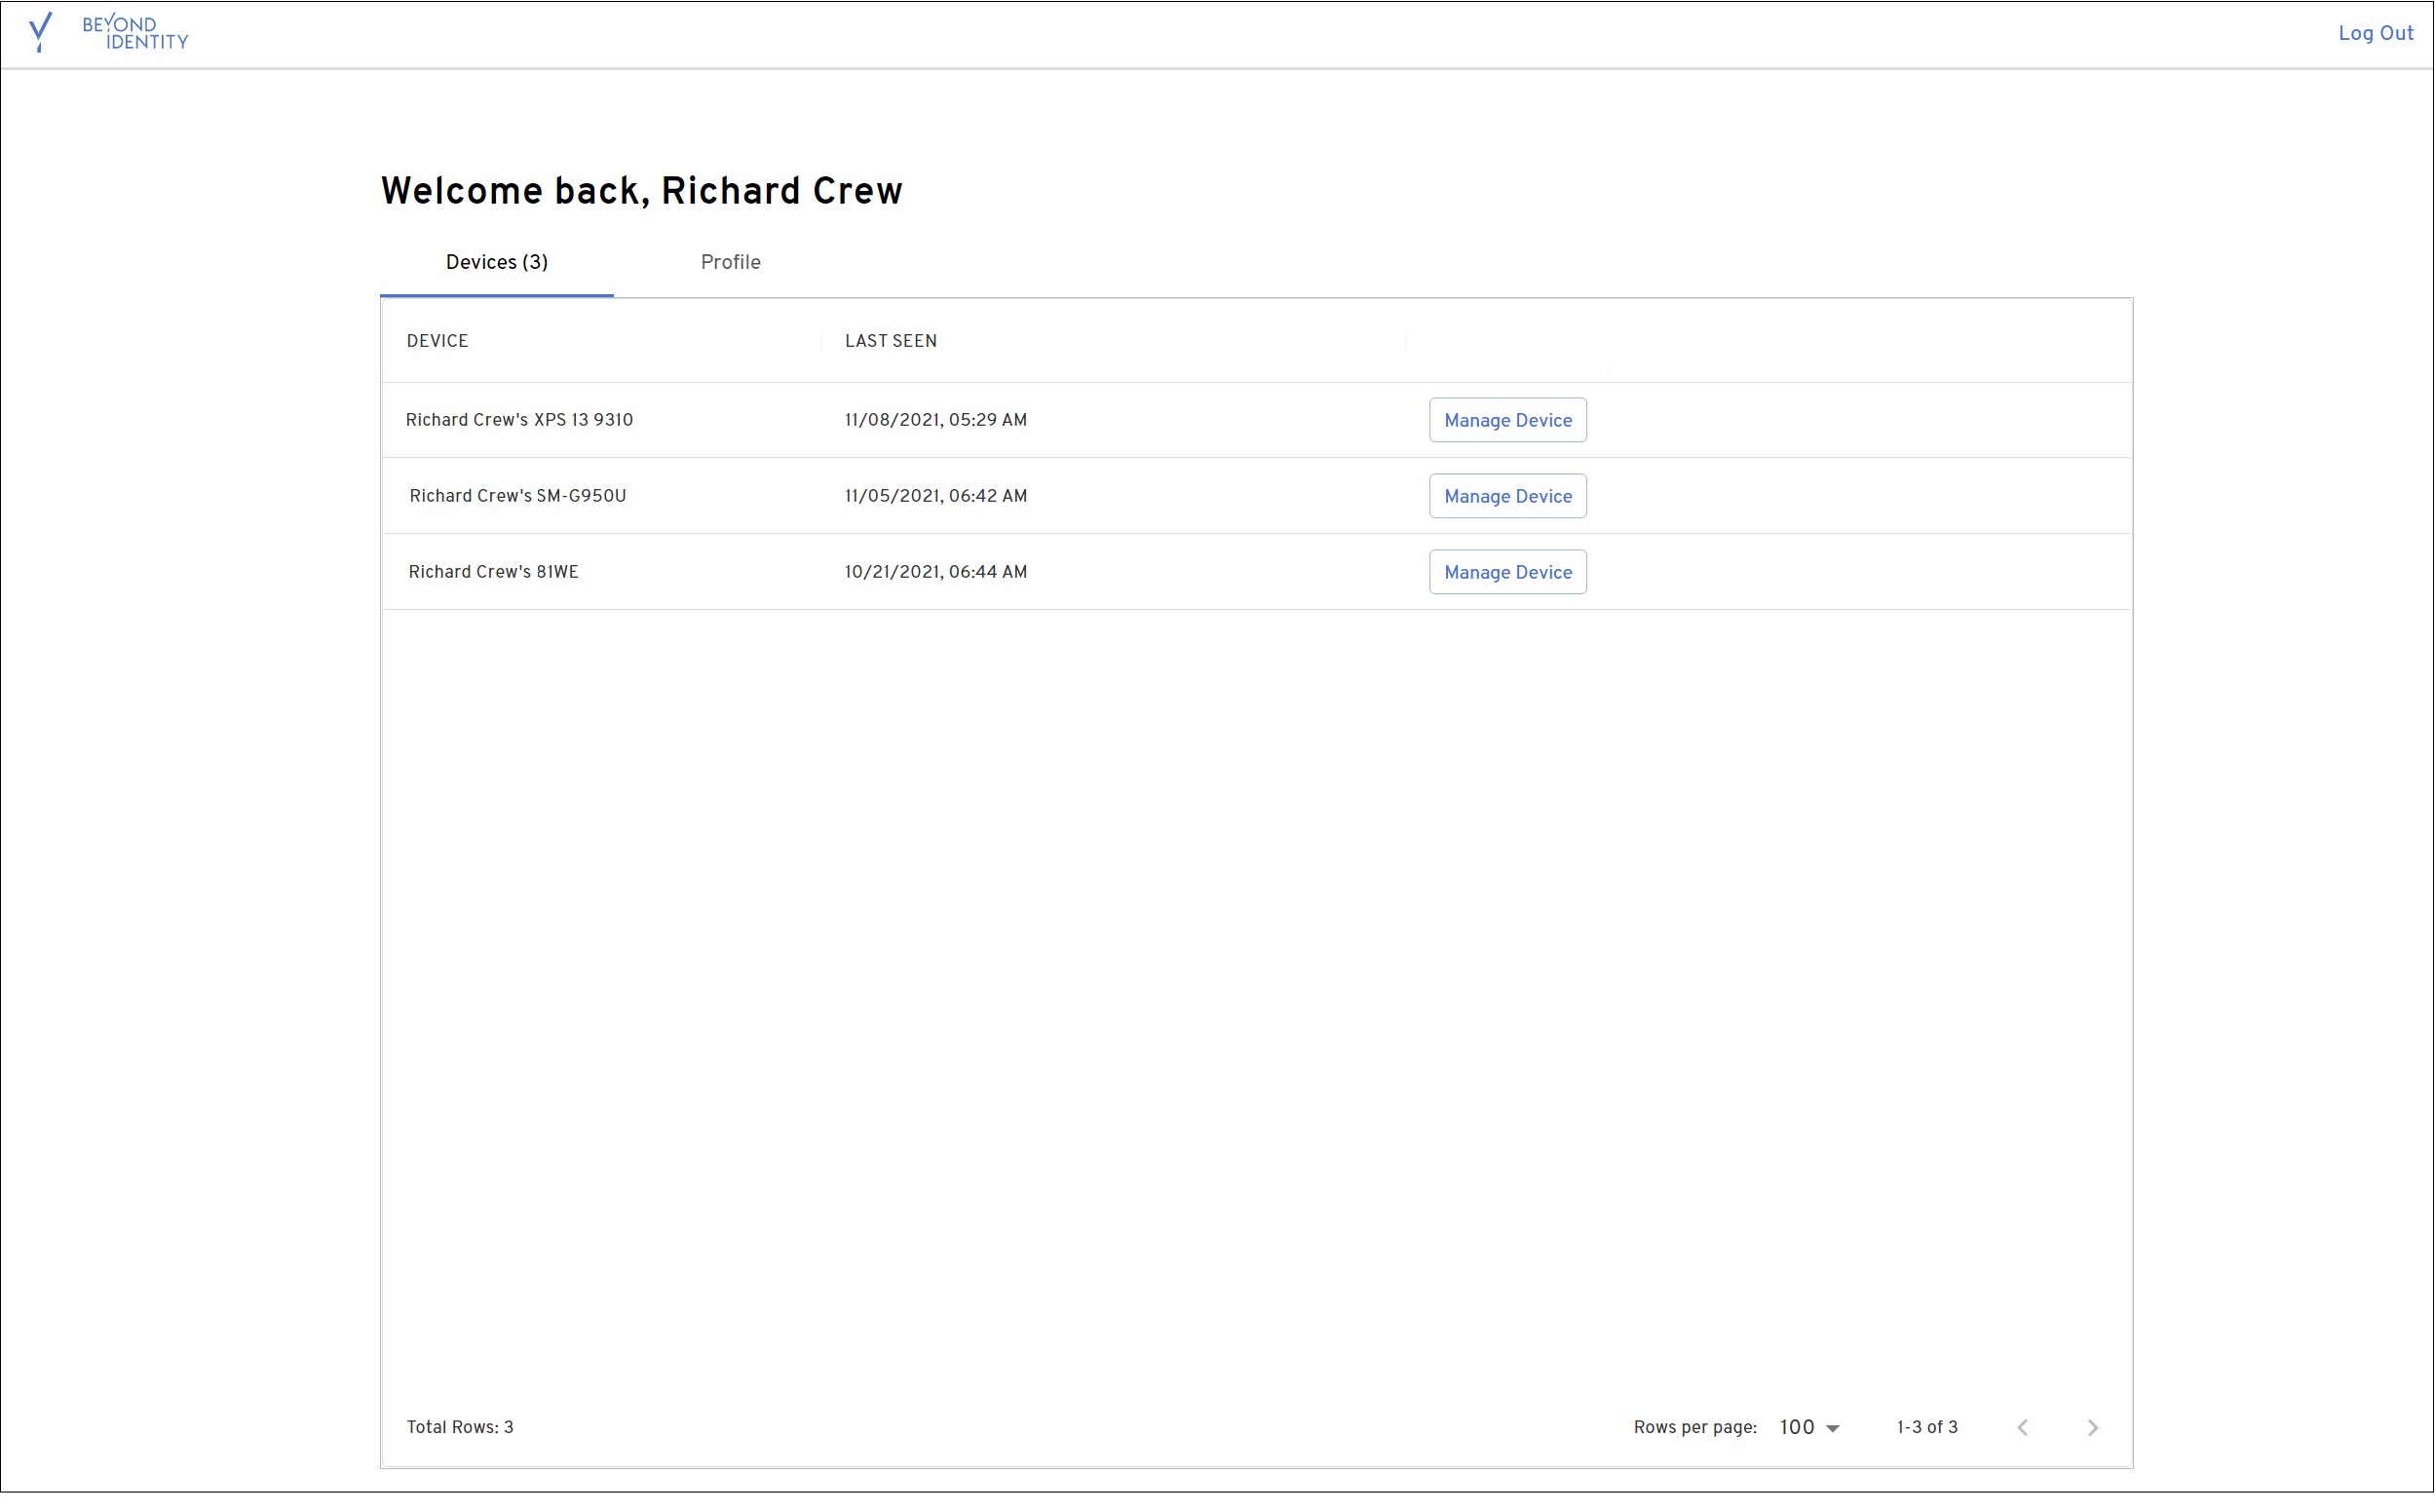 BEYOND
IDENTITY
Log Out
Welcome back, Richard Crew
Devices (3) Profile
DEVICE LAST SEEN
Richard Crew's XPS 13 9310 11/08/2021, 05:29 AM Manage Device
Richard Crew's SM-G950U 11/05/2021, 06:42 AM Manage Device
Richard Crew's 81WE 10/21/2021, 06:44 AM Manage Device
Total Rows: 3 Rows per page: 100 1-3 of 3